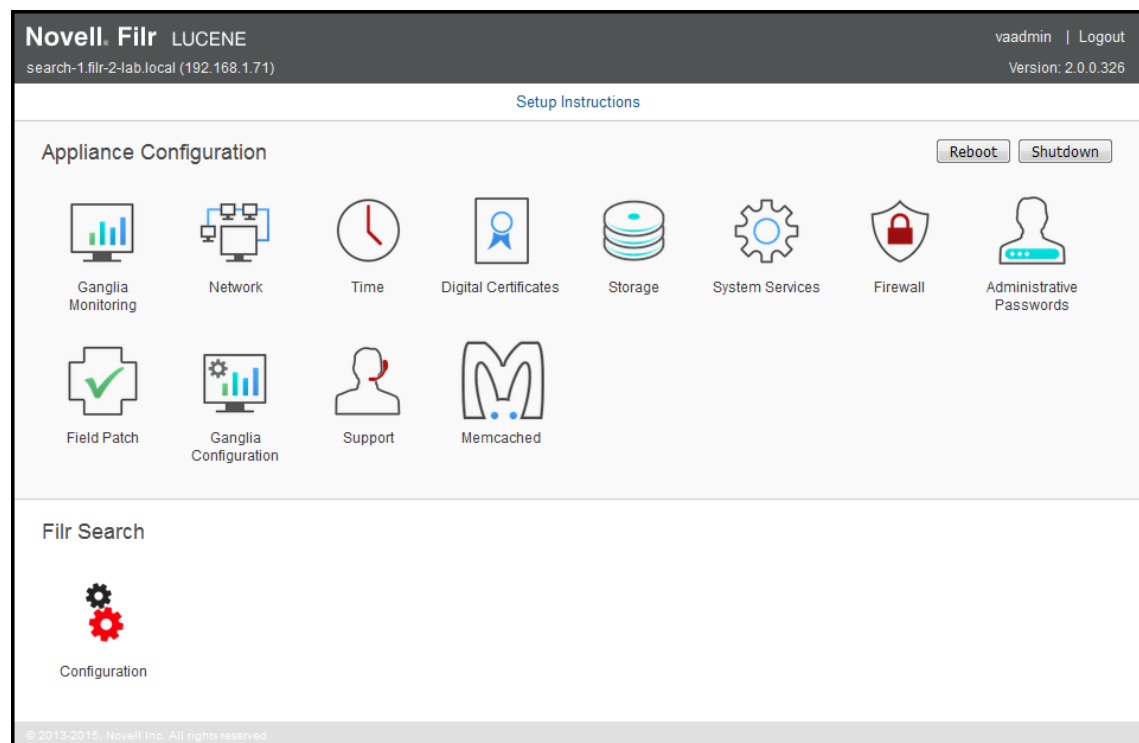 Novell® Filr LUCENE
vaadmin | Logout
search-1.filr-2-lab.local (192.168.1.71)
Version: 2.0.0.326
Setup Instructions
Appliance Configuration
Reboot Shutdown
Ganglia Monitoring
Network
Time
Digital Certificates
Storage
System Services
Firewall
Administrative Passwords
Field Patch
Ganglia Configuration
Support
Memcached
Filr Search
Configuration
© 2013-2015, Novell Inc. All rights reserved.